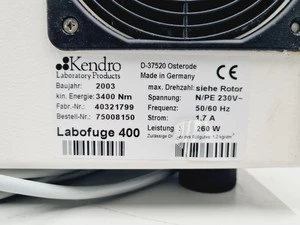 Kendro
Laboratory Products
D-37520 Osterode
Made in Germany
CE
Baujahr: 2003
kin. Energie: 3400 Nm
Fabr.-Nr.: 40321799
Bestell-Nr.: 75008150
Labofuge 400
max. Drehzahl: siehe Rotor
Spannung: N/PE 230V~
Frequenz: 50/60 Hz
Strom: 1,7 A
Leistung 260 W